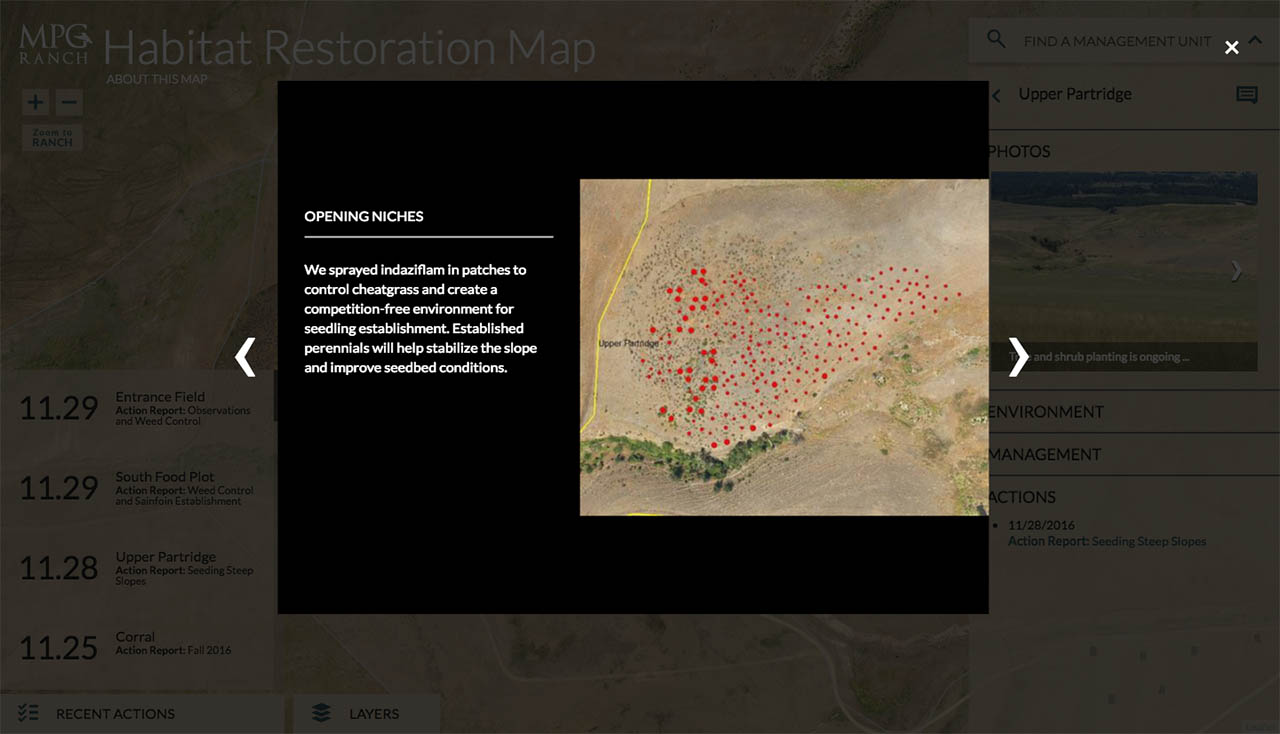 MPG
RANCH
Habitat Restoration Map
ABOUT THIS MAP
+ −
Zoom to
RANCH
FIND A MANAGEMENT UNIT
Upper Partridge
PHOTOS
OPENING NICHES
We sprayed indaziflam in patches to
control cheatgrass and create a
competition-free environment for
seedling establishment. Established
perennials will help stabilize the slope
and improve seedbed conditions.
Upper Partridge
and shrub planting is ongoing ...
ENVIRONMENT
MANAGEMENT
ACTIONS
• 11/28/2016
Action Report: Seeding Steep Slopes
11.29
Entrance Field
Action Report: Observations
and Weed Control
11.29
South Food Plot
Action Report: Weed Control
and Sainfoin Establishment
11.28
Upper Partridge
Action Report: Seeding Steep
Slopes
11.25
Corral
Action Report: Fall 2016
RECENT ACTIONS
LAYERS